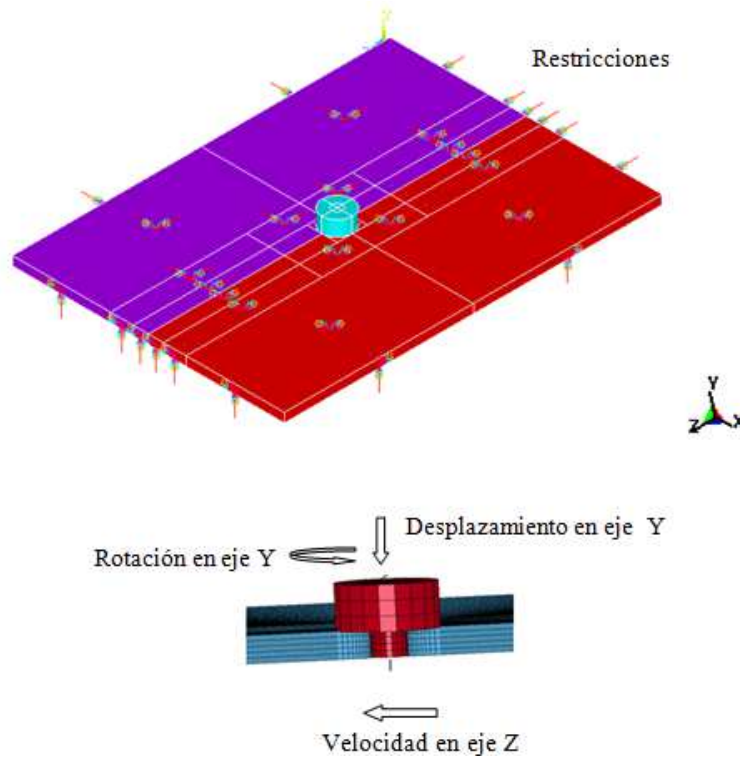 Restricciones
Y
Z
X
Desplazamiento en eje Y
Rotación en eje Y
Velocidad en eje Z